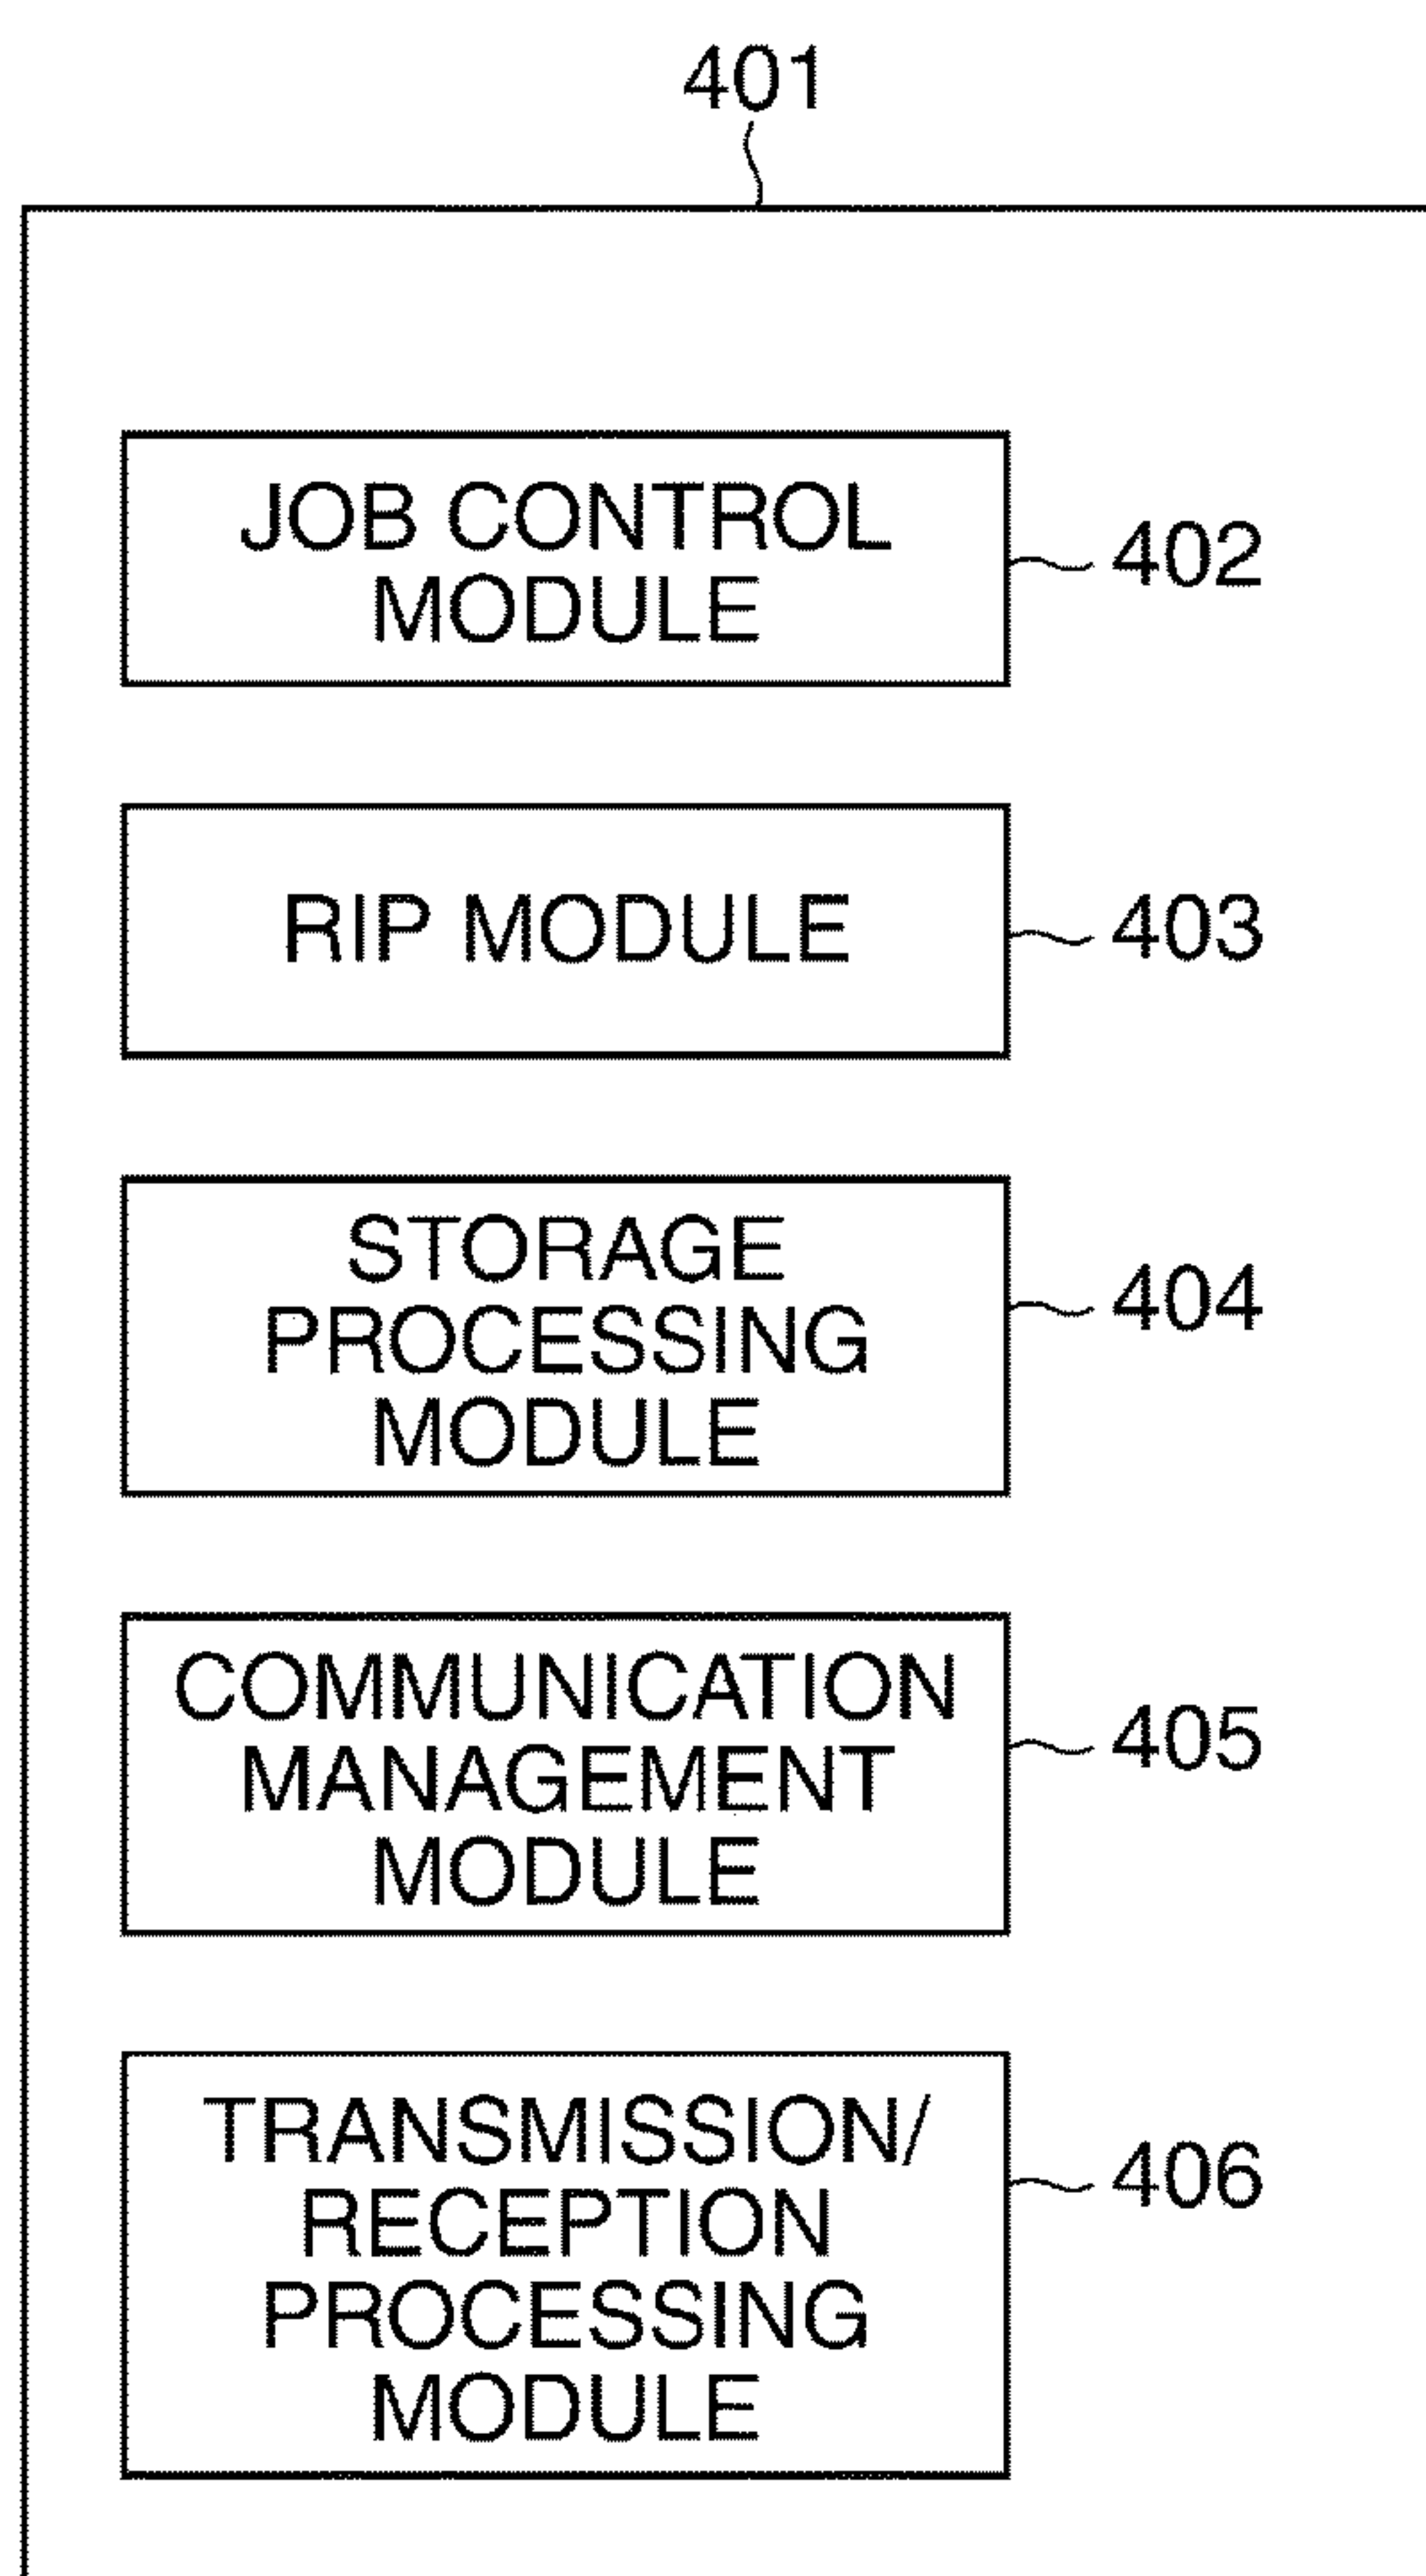 401
JOB CONTROL
MODULE
402
RIP MODULE
403
STORAGE
PROCESSING
MODULE
404
COMMUNICATION
MANAGEMENT
MODULE
405
TRANSMISSION/
RECEPTION
PROCESSING
MODULE
406